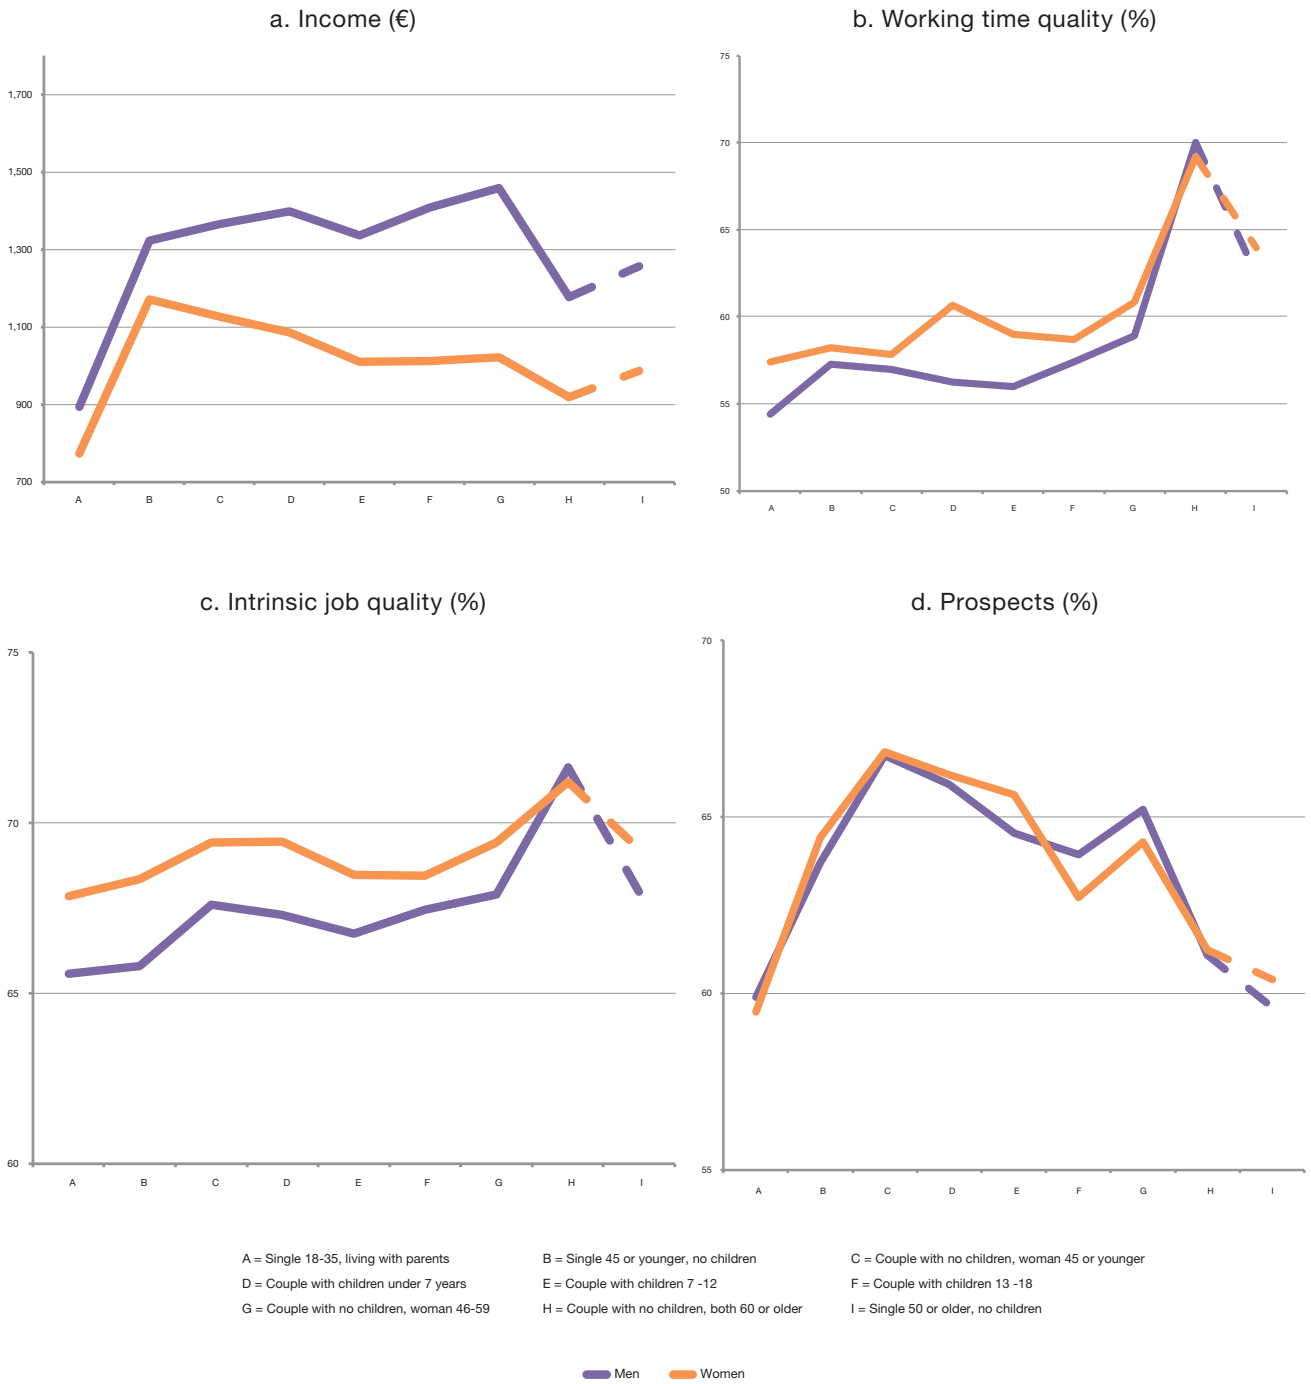 a. Income (€)
1,700
1,500
1,300
1,100
900
700
A B C D E F G H I
b. Working time quality (%)
75
70
65
60
55
50
A B C D E F G H I
c. Intrinsic job quality (%)
75
70
65
60
A B C D E F G H I
d. Prospects (%)
70
65
60
55
A B C D E F G H I
A = Single 18-35, living with parents
B = Single 45 or younger, no children
C = Couple with no children, woman 45 or younger
D = Couple with children under 7 years
E = Couple with children 7 -12
F = Couple with children 13 -18
G = Couple with no children, woman 46-59
H = Couple with no children, both 60 or older
I = Single 50 or older, no children
Men
Women